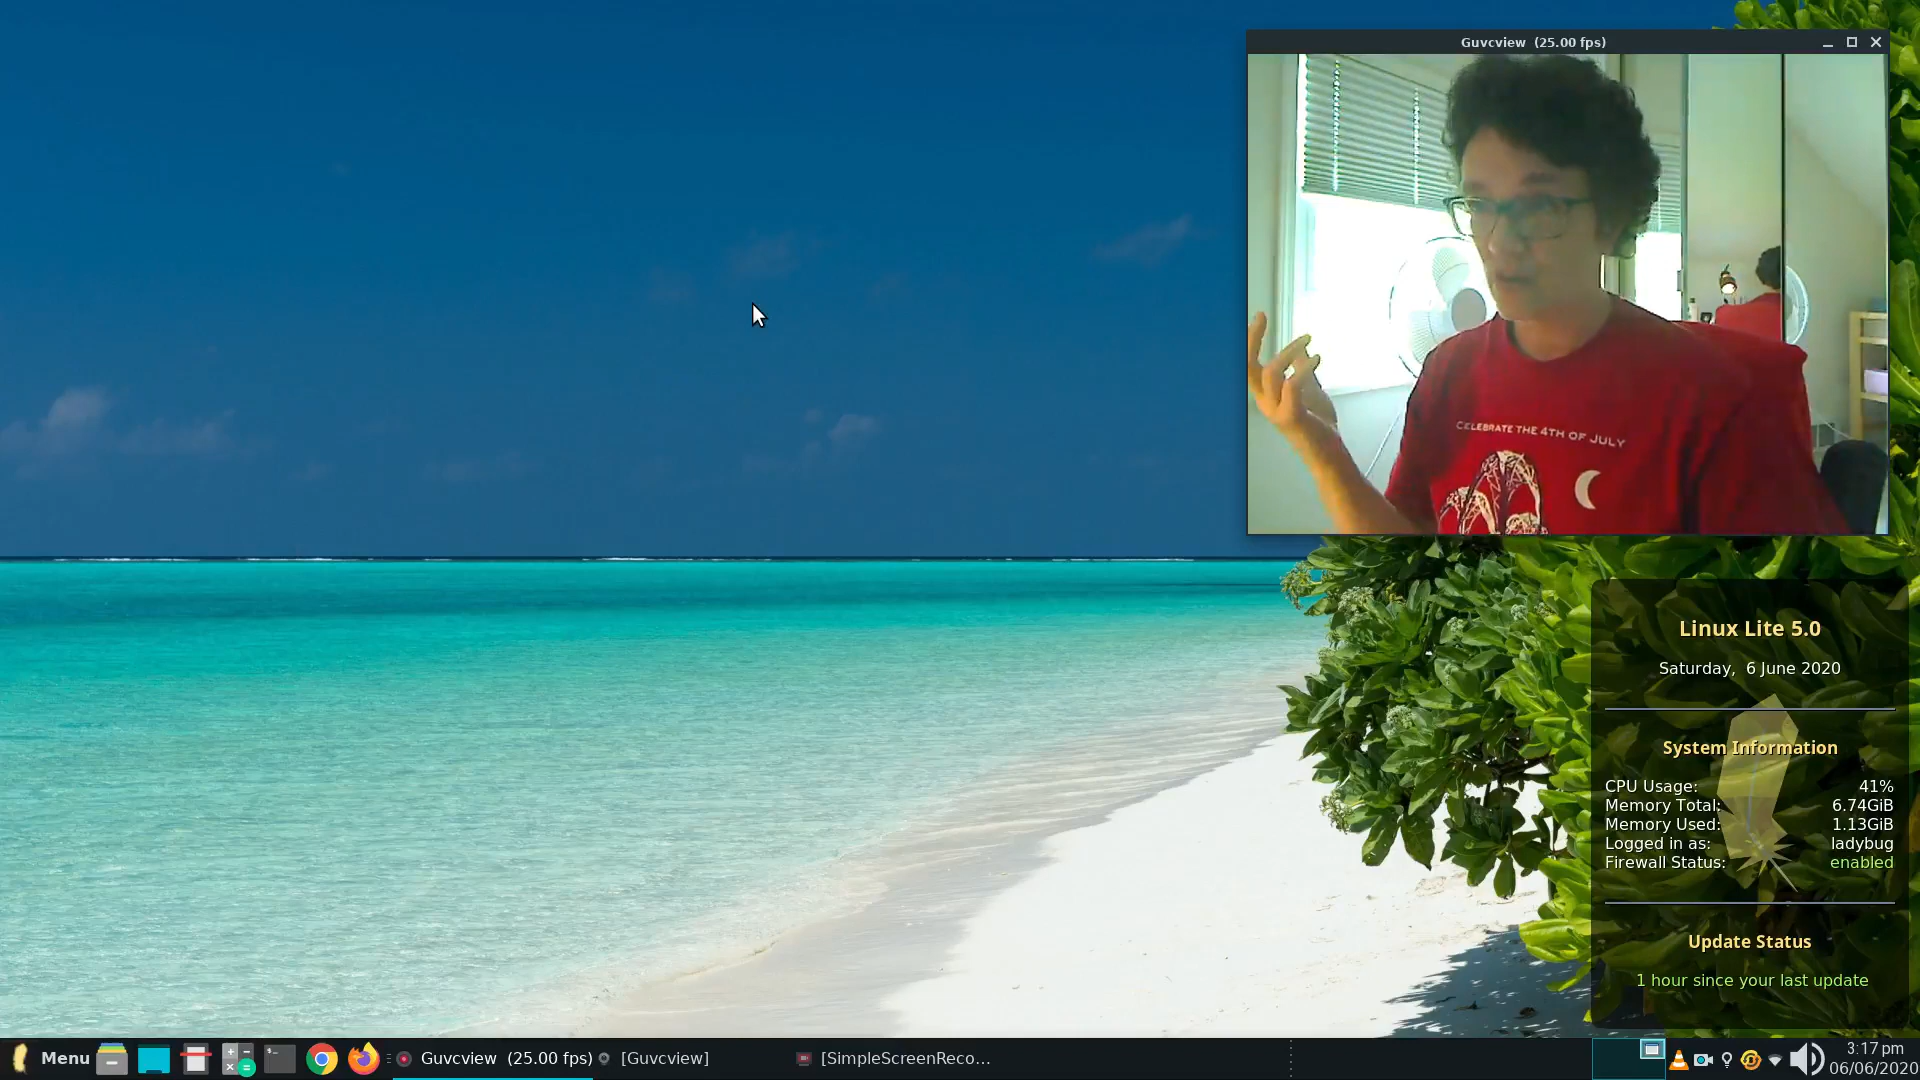 Guvcview (25.00 fps)
CELEBRATE THE 4TH OF JULY
Linux Lite 5.0
Saturday, 6 June 2020
System Information
CPU Usage: 41%
Memory Total: 6.74GiB
Memory Used: 1.13GiB
Logged in as: ladybug
Firewall Status: enabled
Update Status
1 hour since your last update
Menu
Guvcview (25.00 fps)
[Guvcview]
[SimpleScreenReco...
3:17 pm
06/06/2020